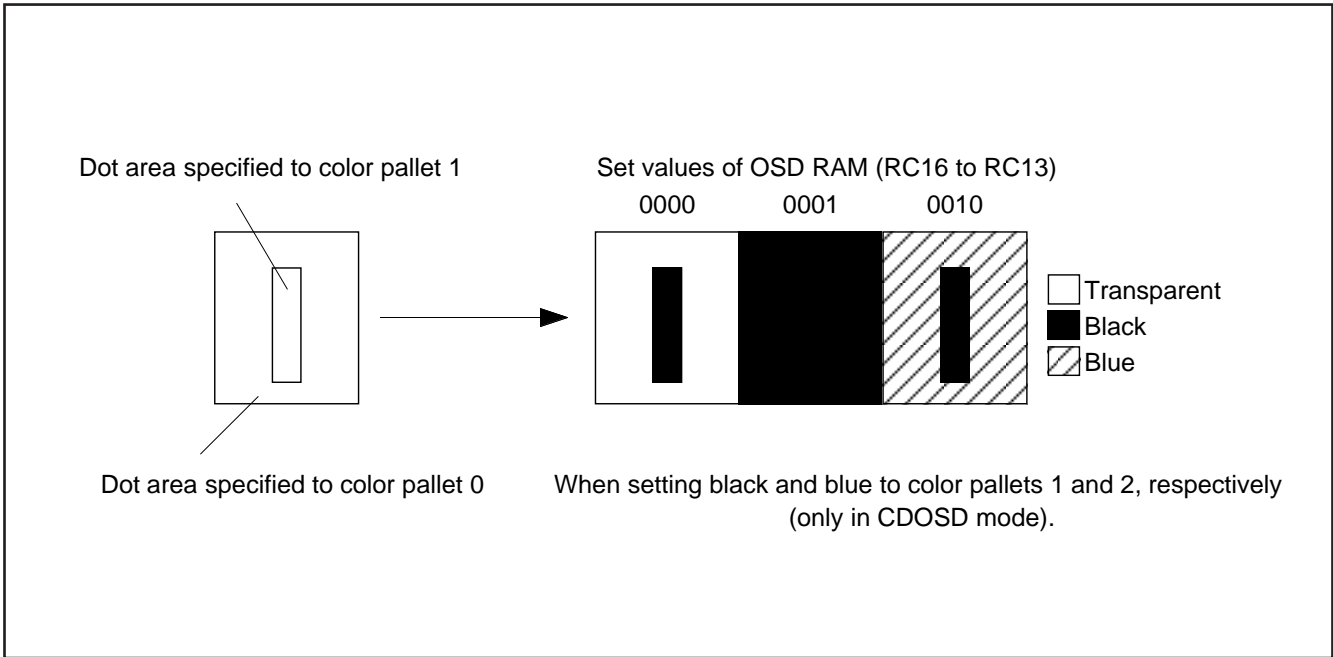 Dot area specified to color pallet 1
Set values of OSD RAM (RC16 to RC13)
0000 0001 0010
Transparent
Black
Blue
Dot area specified to color pallet 0
When setting black and blue to color pallets 1 and 2, respectively
(only in CDOSD mode).